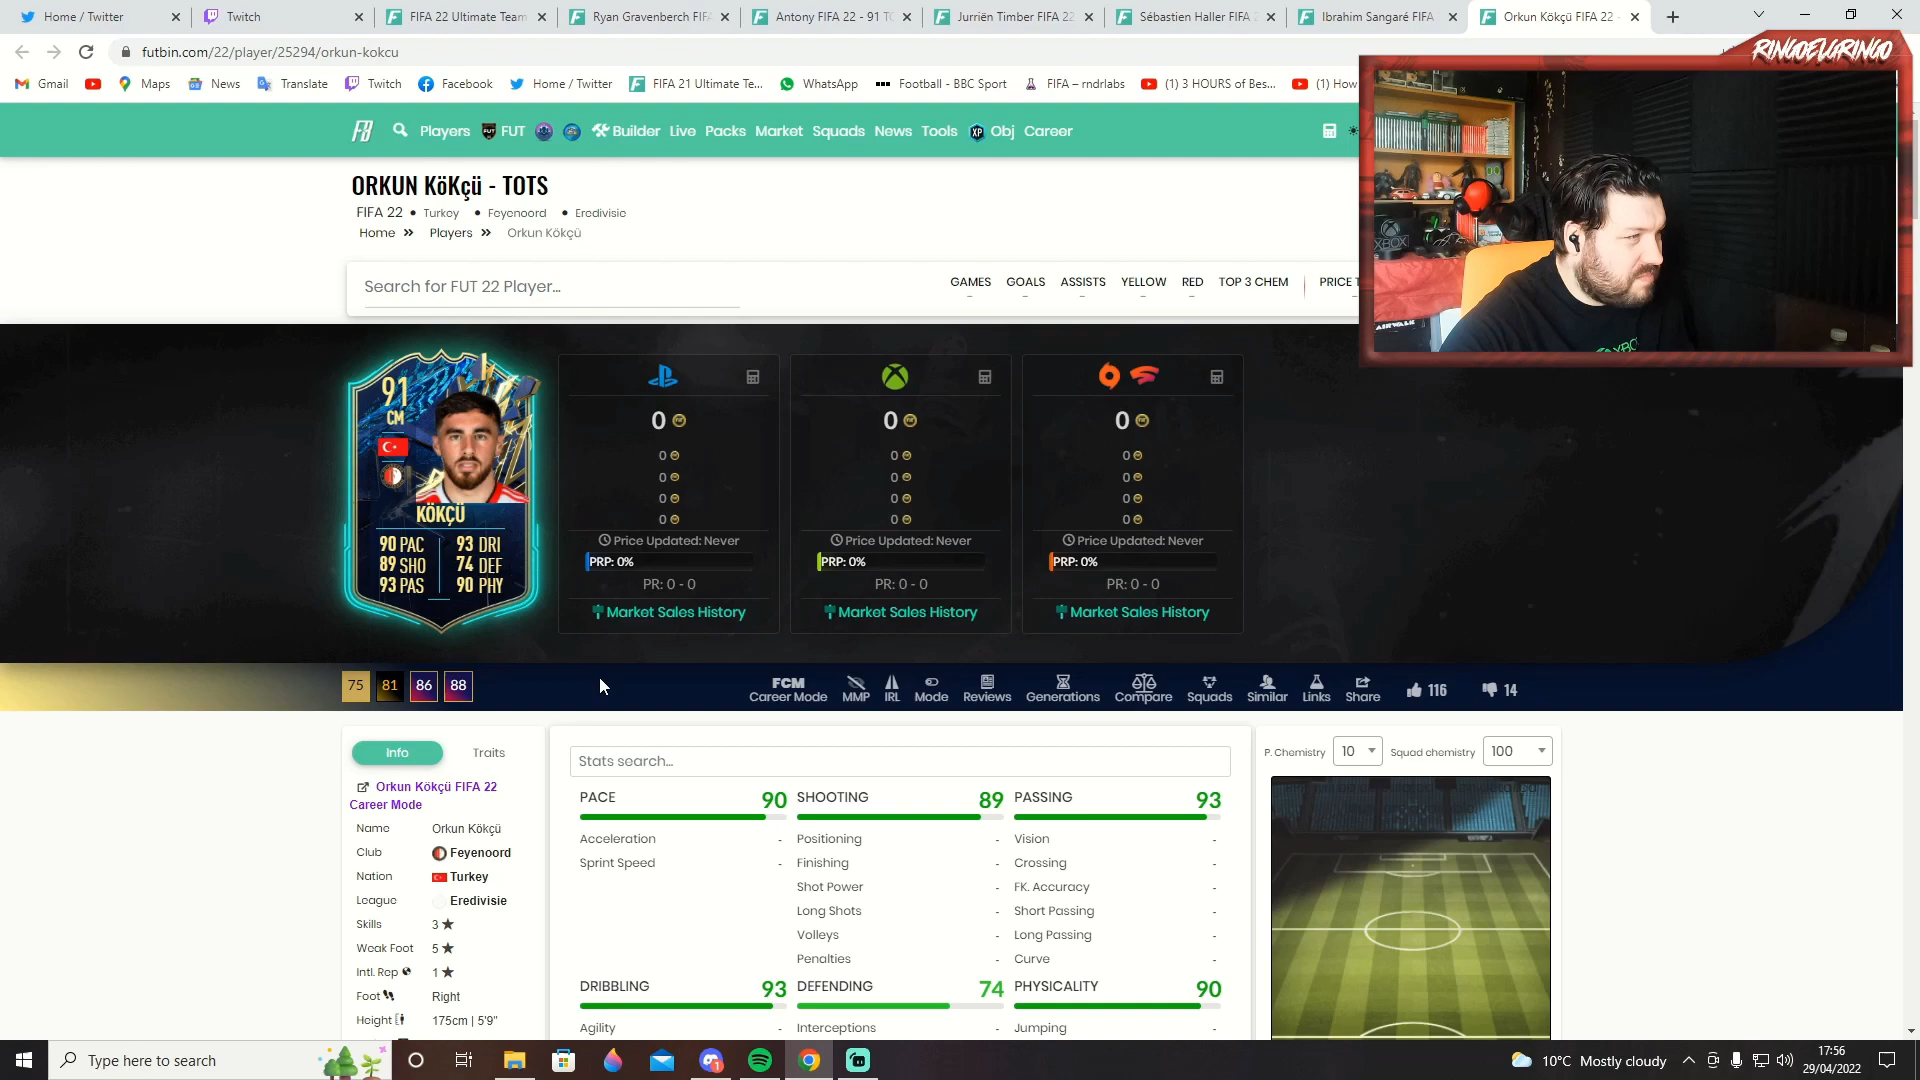 Home / Twitter
Twitch
FIFA 22 Ultimate Team
Ryan Gravenberch FIFA
Antony FIFA 22 - 91 TO
Jurriën Timber FIFA 22
Sébastien Haller FIFA 2
Ibrahim Sangaré FIFA
Orkun Kökçü FIFA 22 -
futbin.com/22/player/25294/orkun-kokcu
RINGOELGRINGO
Gmail
Maps
News
Translate
Twitch
Facebook
Home / Twitter
FIFA 21 Ultimate Te...
WhatsApp
Football - BBC Sport
FIFA – rndrlabs
(1) 3 HOURS of Bes...
(1) How
FB
Players
FUT
Builder
Live
Packs
Market
Squads
News
Tools
XP
Obj
Career
ORKUN KöKçü - TOTS
FIFA 22 • Turkey • Feyenoord • Eredivisie
Home » Players » Orkun Kökçü
Search for FUT 22 Player...
GAMES
-
GOALS
-
ASSISTS
-
YELLOW
-
RED
-
TOP 3 CHEM
PRICE T
XBOX
AIRWALK
XBO
91
CM
KÖKÇÜ
90 PAC
93 DRI
89 SHO
74 DEF
93 PAS
90 PHY
0
0
0
0
0
Price Updated: Never
PRP: 0%
PR: 0 - 0
Market Sales History
0
0
0
0
0
Price Updated: Never
PRP: 0%
PR: 0 - 0
Market Sales History
0
0
0
0
0
Price Updated: Never
PRP: 0%
PR: 0 - 0
Market Sales History
75
81
86
88
FCM
Career Mode
MMP
IRL
Mode
Reviews
Generations
Compare
Squads
Similar
Links
Share
116
14
Info
Traits
Orkun Kökçü FIFA 22
Career Mode
Name Orkun Kökçü
Club Feyenoord
Nation Turkey
League Eredivisie
Skills 3 ★
Weak Foot 5 ★
Intl. Rep 1 ★
Foot Right
Height 175cm | 5'9"
Stats search...
PACE 90
Acceleration -
Sprint Speed -
SHOOTING 89
Positioning -
Finishing -
Shot Power -
Long Shots -
Volleys -
Penalties -
PASSING 93
Vision -
Crossing -
FK. Accuracy -
Short Passing -
Long Passing -
Curve -
DRIBBLING 93
Agility -
DEFENDING 74
Interceptions -
PHYSICALITY 90
Jumping -
P. Chemistry 10
Squad chemistry 100
Type here to search
1
10°C Mostly cloudy
17:56
29/04/2022